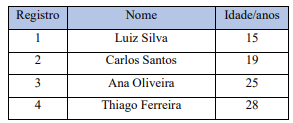 Registro Nome Idade/anos
1 Luiz Silva 15
2 Carlos Santos 19
3 Ana Oliveira 25
4 Thiago Ferreira 28